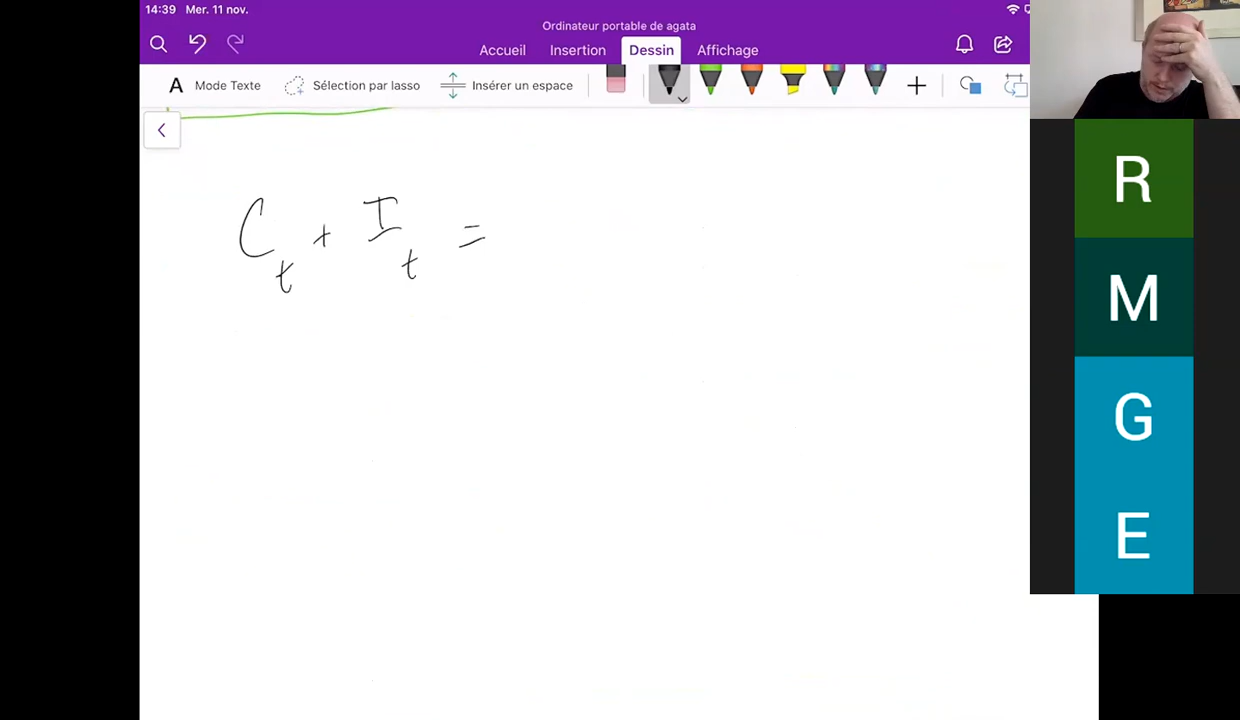 14:39 Mer. 11 nov.
Ordinateur portable de agata
Accueil Insertion Dessin Affichage
A Mode Texte Sélection par lasso Insérer un espace
C_t + I_t =
R
M
G
E